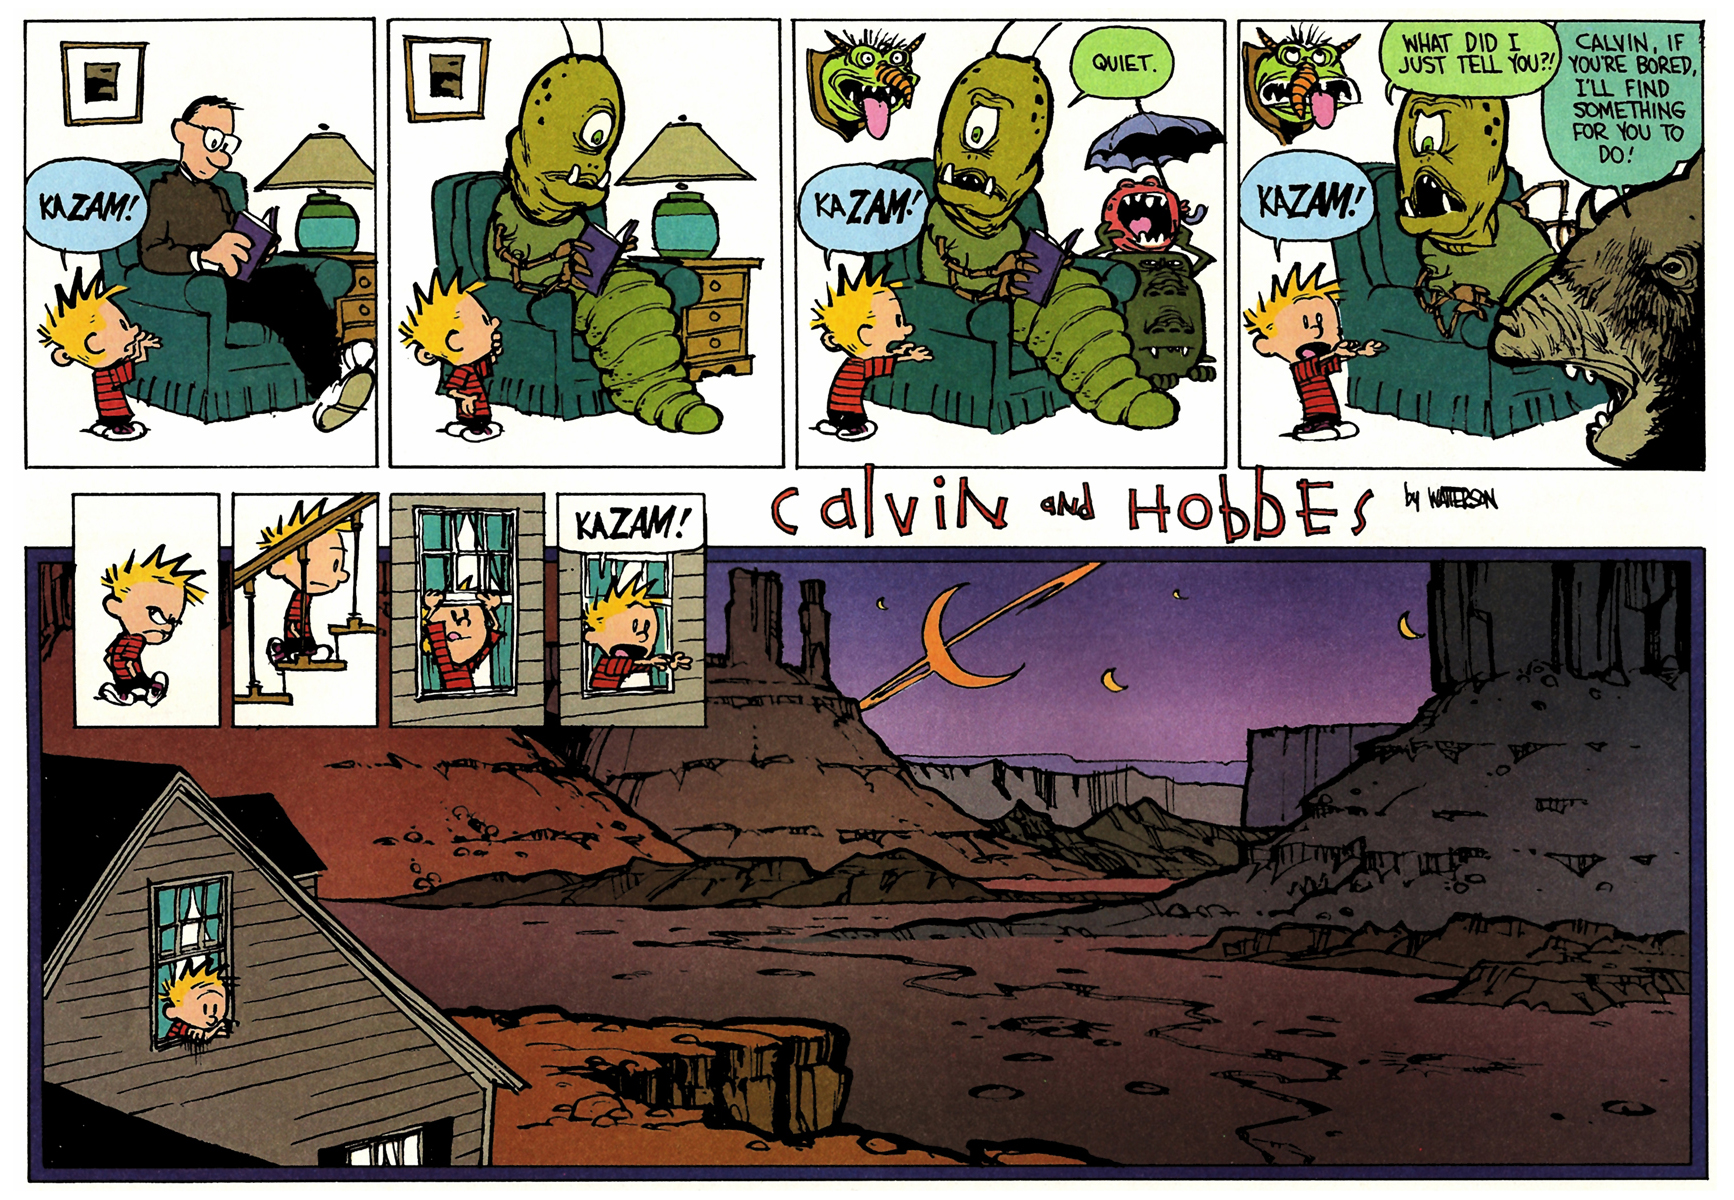 KAZAM!
KAZAM!
QUIET.
KAZAM!
WHAT DID I
JUST TELL YOU?!
CALVIN, IF
YOU'RE BORED,
I'LL FIND
SOMETHING
FOR YOU TO
DO!
CALVIN AND HOBBES
by WATTERSON
KAZAM!